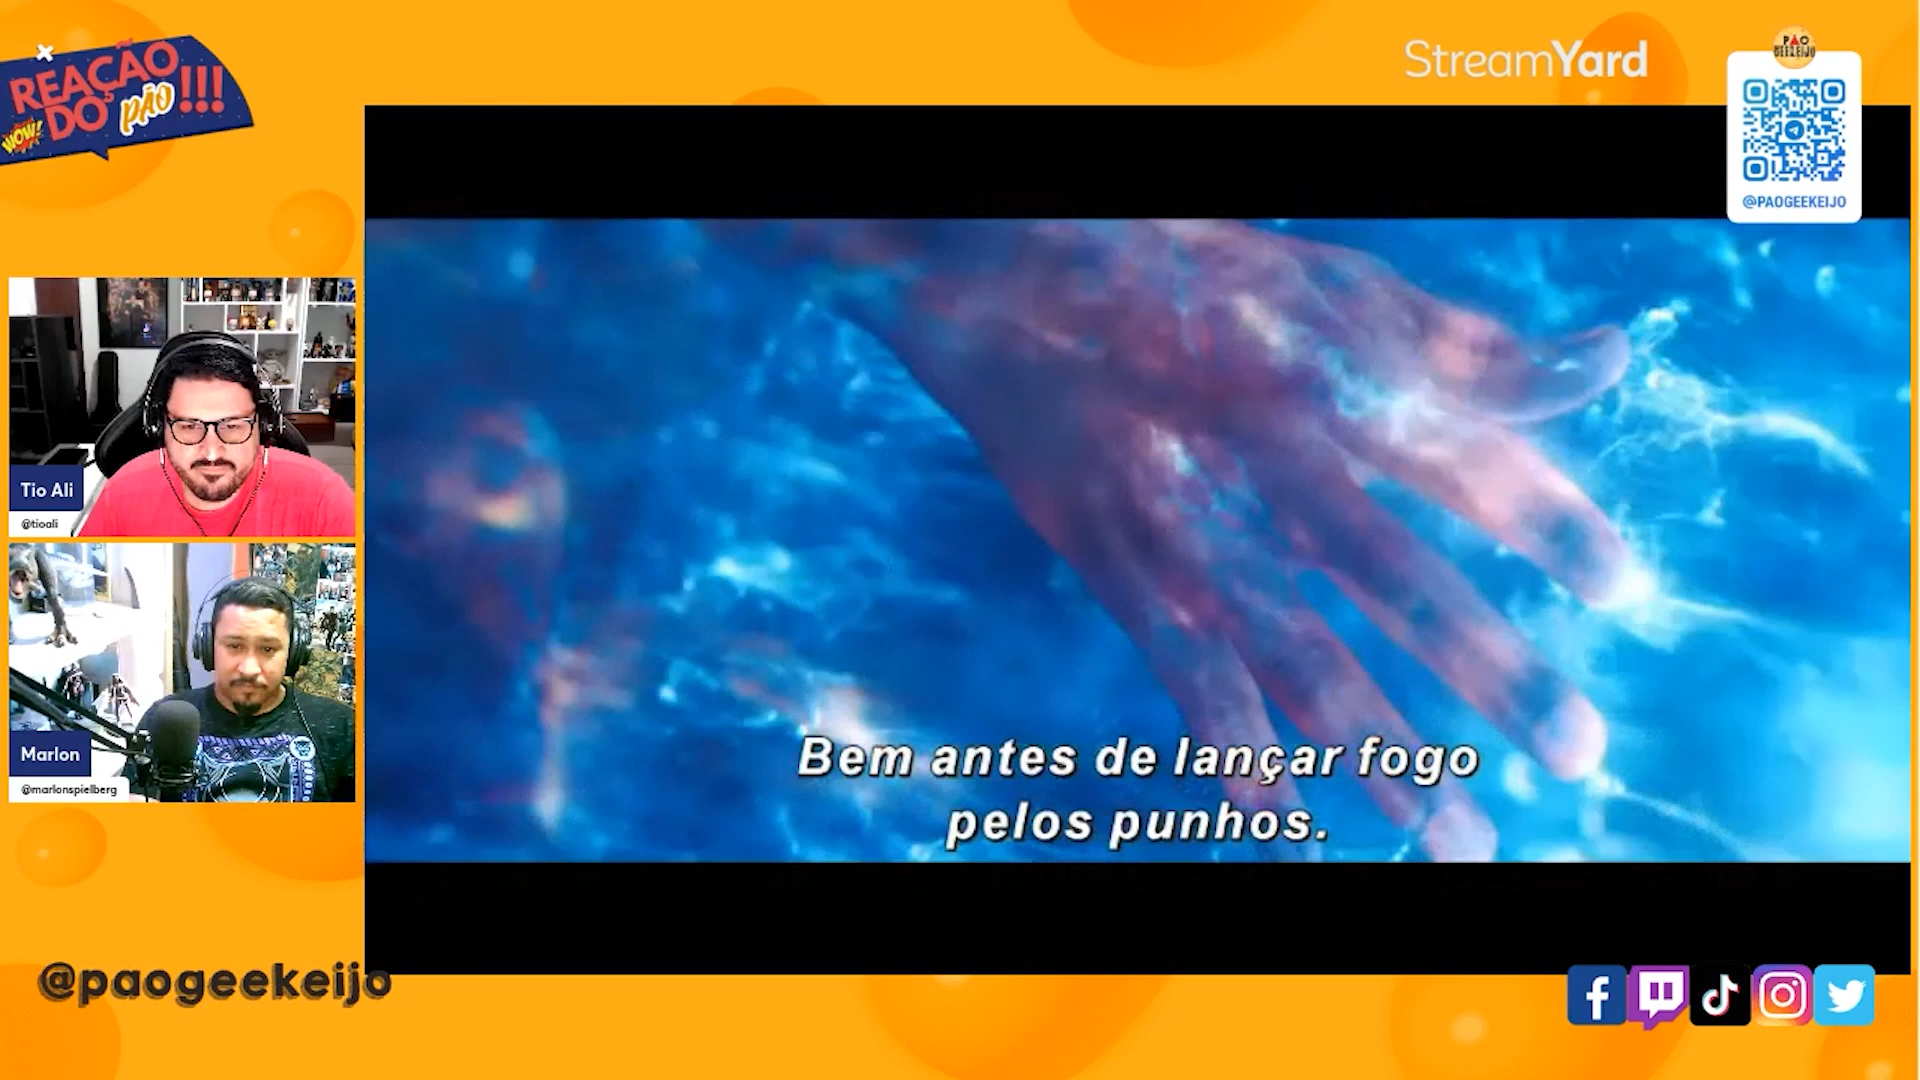 REAÇÃO
DO PÃO!!!
WOW!
StreamYard
PÃO
GEEKEIJO
@PAOGEEKEIJO
Tio Ali
@tioali
Marlon
@marlonspielberg
Bem antes de lançar fogo
pelos punhos.
@paogeekeijo